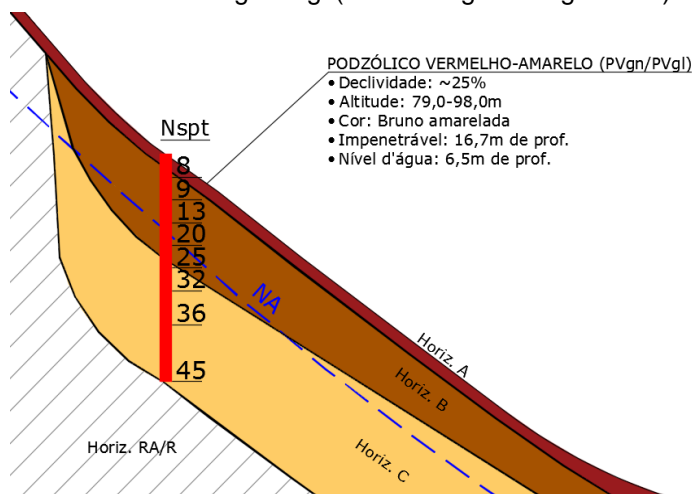 PODZÓLICO VERMELHO-AMARELO (PVgn/PVgl)
• Declividade: ~25%
• Altitude: 79,0-98,0m
• Cor: Bruno amarelada
• Impenetrável: 16,7m de prof.
• Nível d'água: 6,5m de prof.
Nspt
8
9
13
20
25
32
36
45
NA
Horiz. A
Horiz. B
Horiz. C
Horiz. RA/R